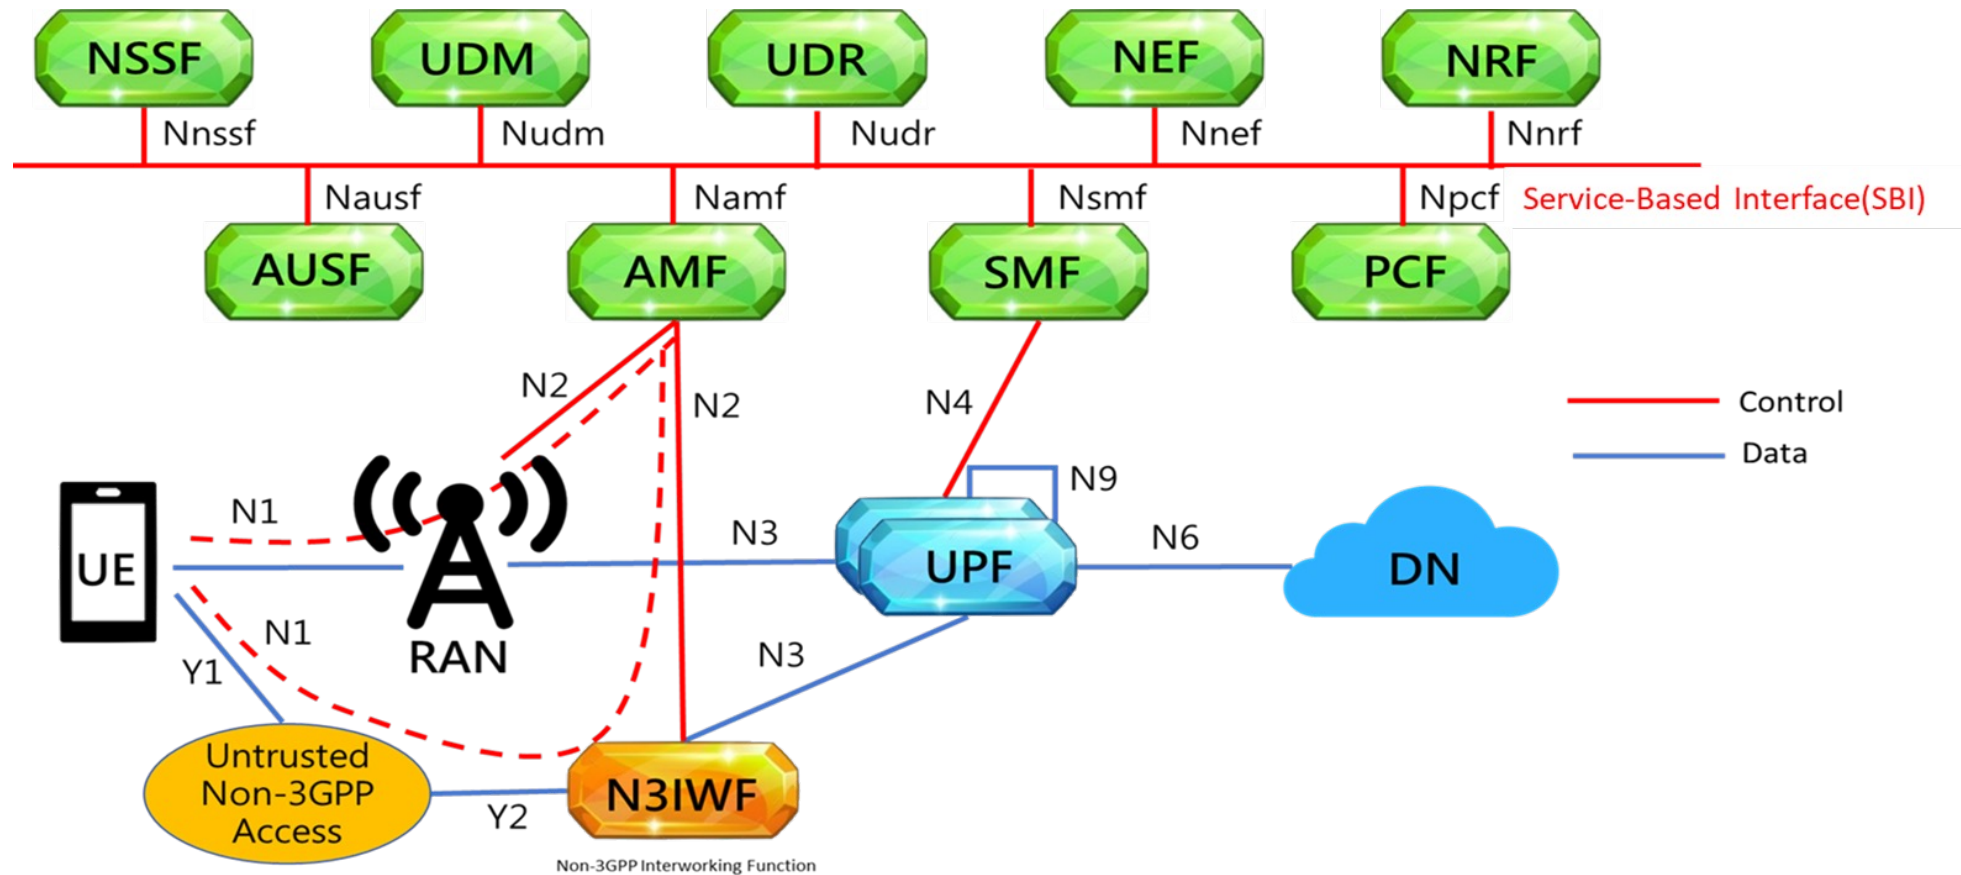 NSSF
UDM
UDR
NEF
NRF
Nnssf
Nudm
Nudr
Nnef
Nnrf
Nausf
Namf
Nsmf
Npcf
Service-Based Interface(SBI)
AUSF
AMF
SMF
PCF
N2
N2
N4
Control
Data
N9
N1
N3
N6
UE
RAN
UPF
DN
N1
Y1
N3
Untrusted
Non-3GPP
Access
Y2
N3IWF
Non-3GPP Interworking Function